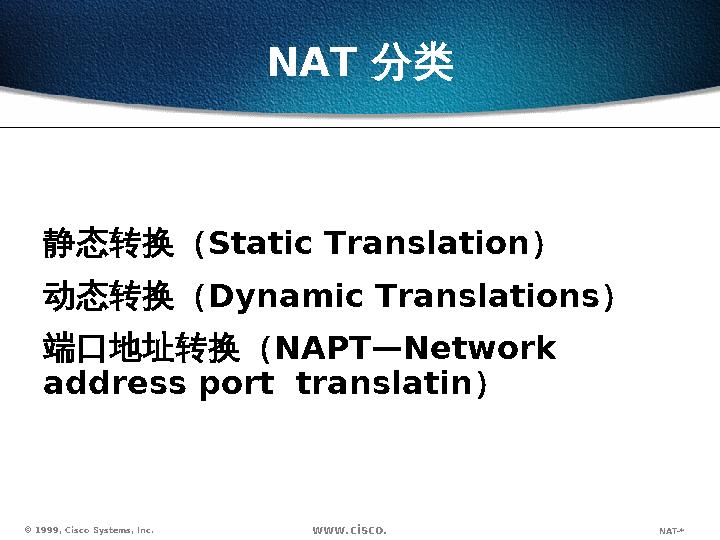 NAT 分类
静态转换（Static Translation）
动态转换（Dynamic Translations）
端口地址转换（NAPT—Network
address port  translatin）
© 1999, Cisco Systems, Inc.
www.cisco.
NAT-*